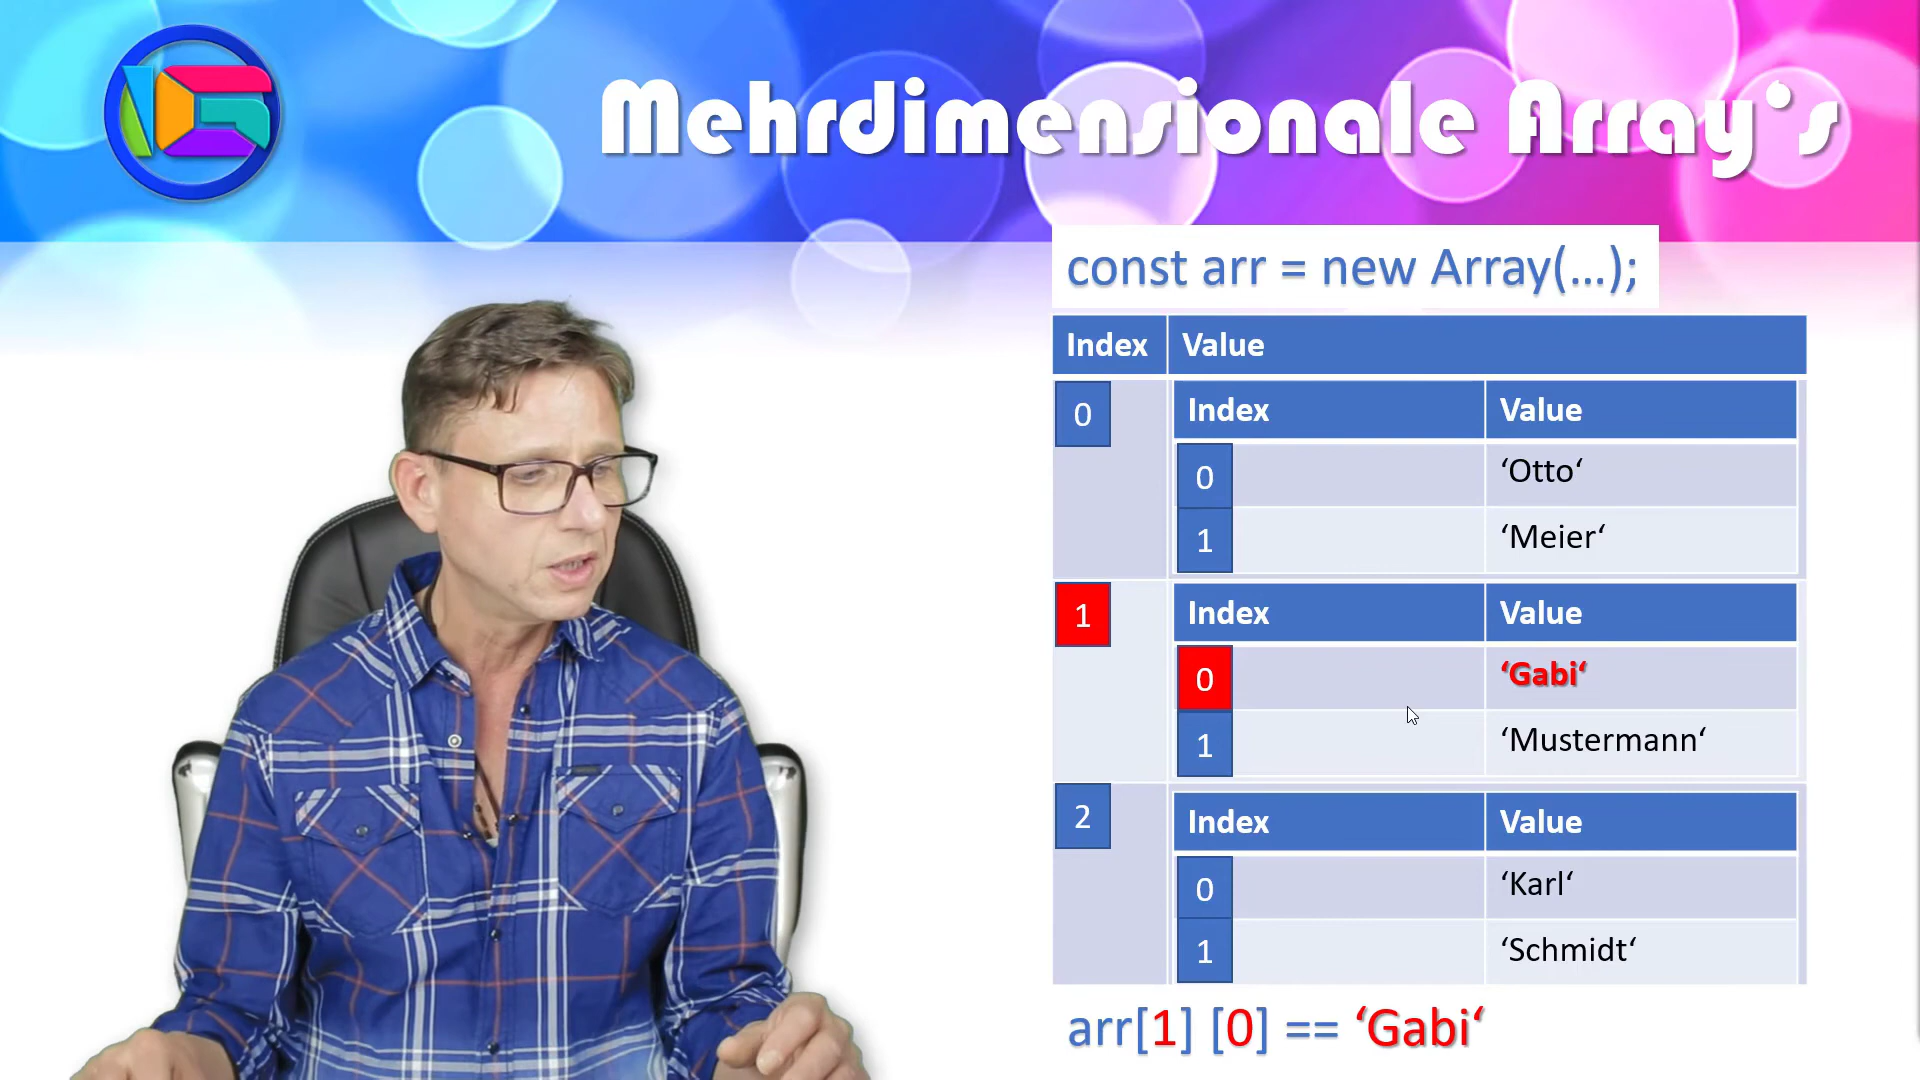 Mehrdimensionale Array's
const arr = new Array(...);
Index Value
0 Index Value
0 ‘Otto‘
1 ‘Meier‘
1 Index Value
0 ‘Gabi‘
1 ‘Mustermann‘
2 Index Value
0 ‘Karl‘
1 ‘Schmidt‘
arr[1] [0] == ‘Gabi‘